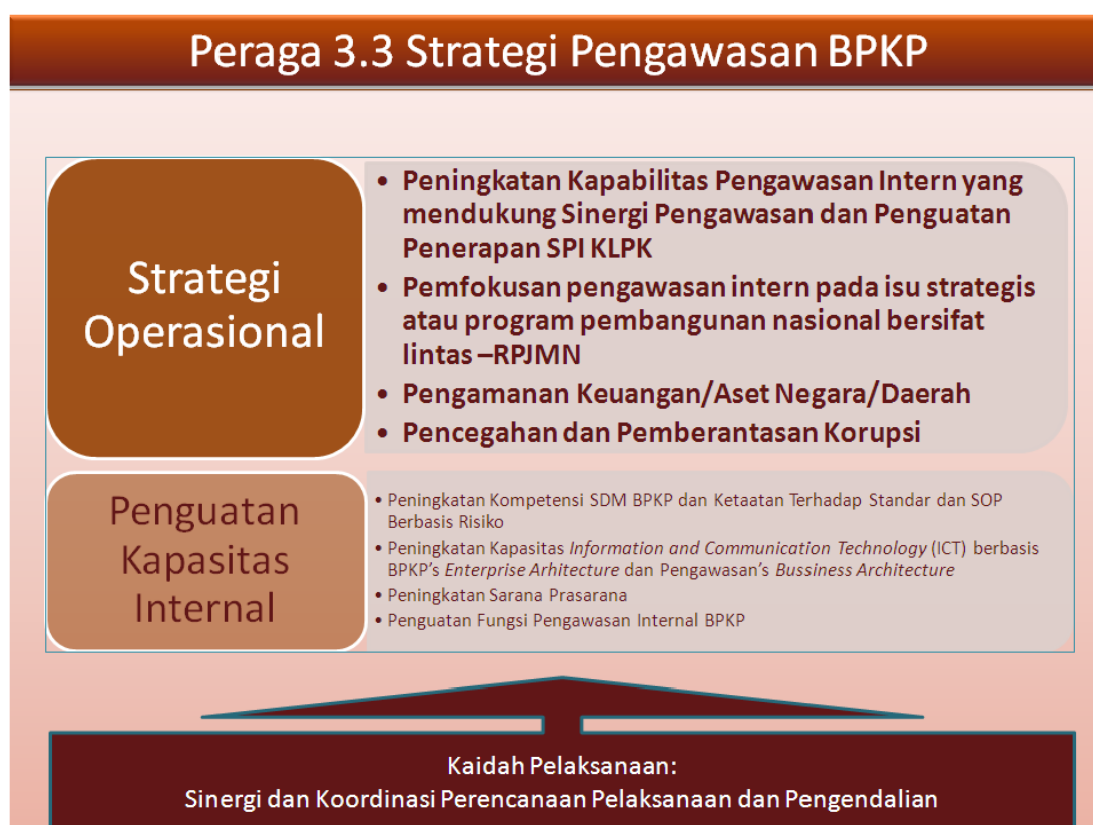 Peraga 3.3 Strategi Pengawasan BPKP
Strategi
Operasional
• Peningkatan Kapabilitas Pengawasan Intern yang
mendukung Sinergi Pengawasan dan Penguatan
Penerapan SPI KLPK
• Pemfokusan pengawasan intern pada isu strategis
atau program pembangunan nasional bersifat
lintas –RPJMN
• Pengamanan Keuangan/Aset Negara/Daerah
• Pencegahan dan Pemberantasan Korupsi
Penguatan
Kapasitas
Internal
• Peningkatan Kompetensi SDM BPKP dan Ketaatan Terhadap Standar dan SOP
Berbasis Risiko
• Peningkatan Kapasitas Information and Communication Technology (ICT) berbasis
BPKP's Enterprise Arhitecture dan Pengawasan's Bussiness Architecture
• Peningkatan Sarana Prasarana
• Penguatan Fungsi Pengawasan Internal BPKP
Kaidah Pelaksanaan:
Sinergi dan Koordinasi Perencanaan Pelaksanaan dan Pengendalian